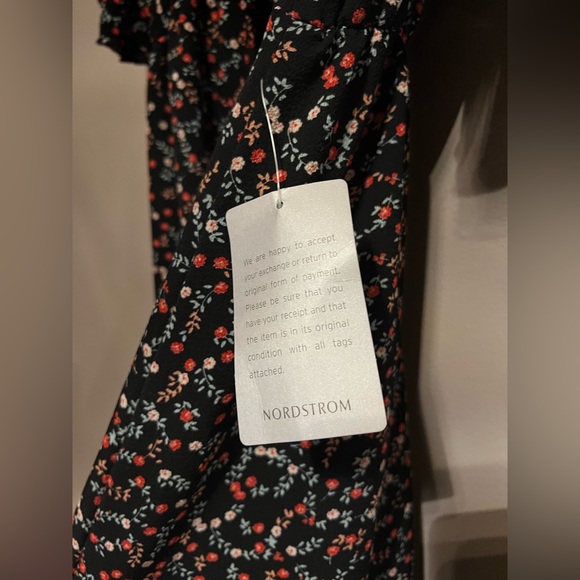 We are happy to accept
your exchange or return to
original form of payment.
Please be sure that you
have your receipt and that
the item is in its original
condition with all tags
attached.
NORDSTROM